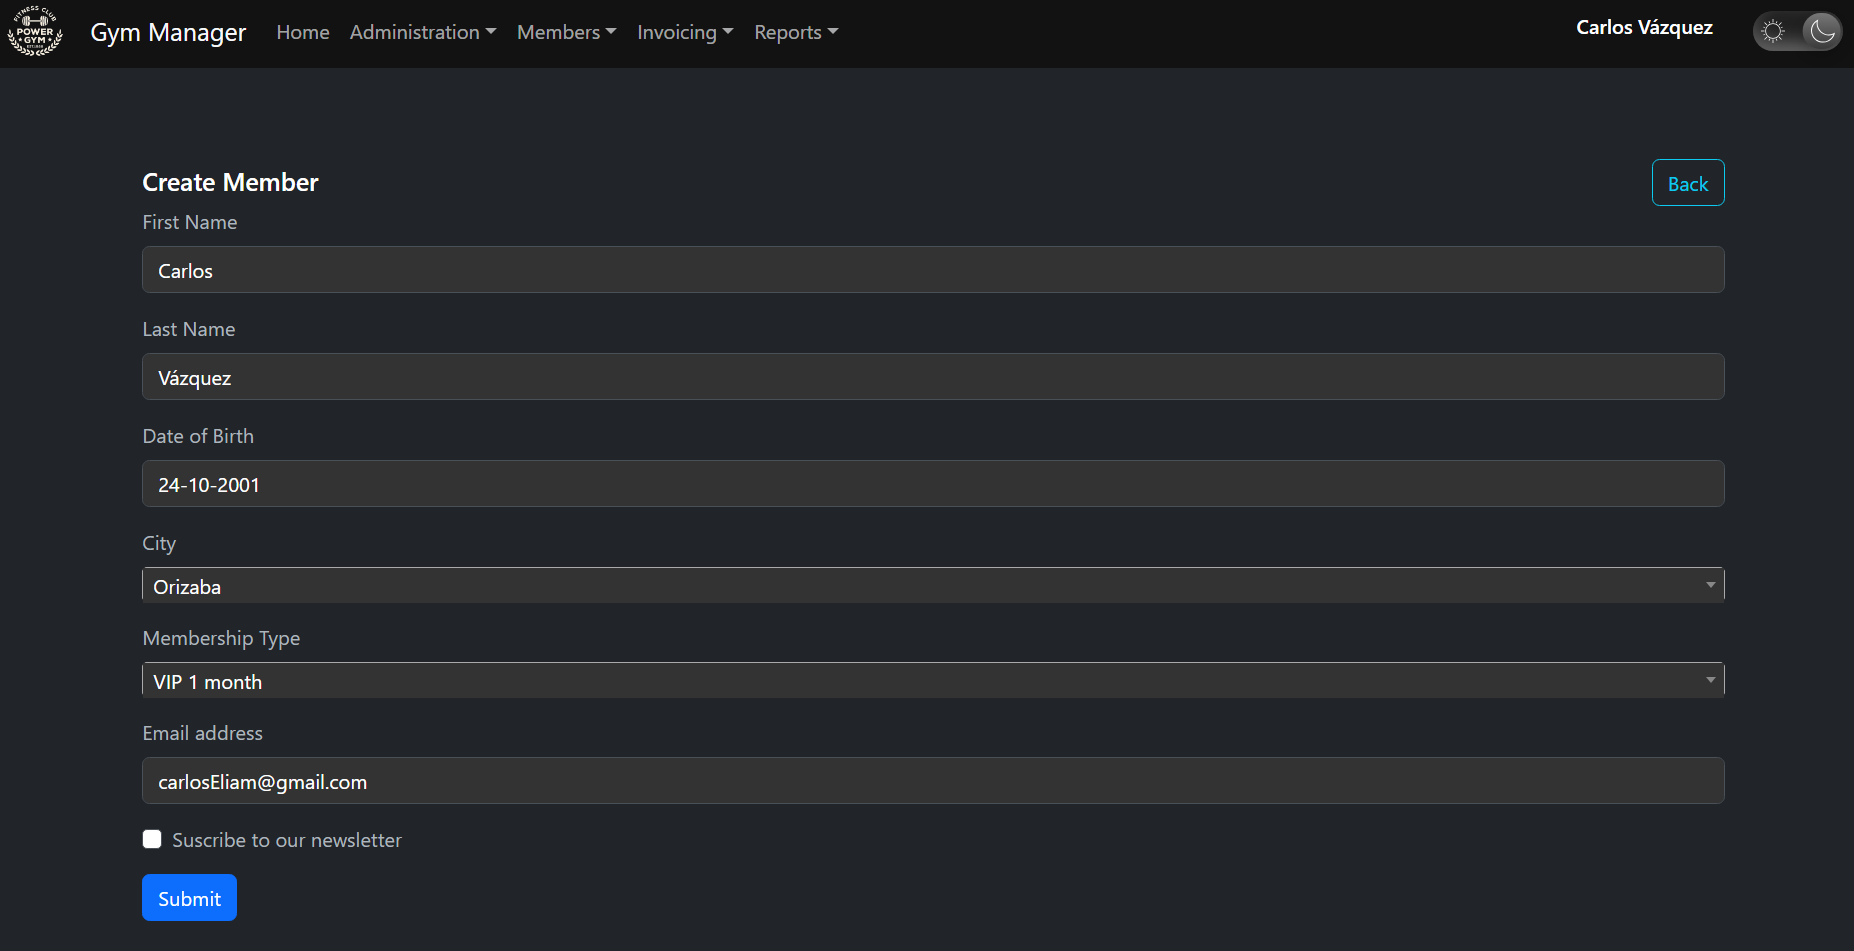 FITNESS CLUB
POWER
GYM
Gym Manager Home Administration Members Invoicing Reports Carlos Vázquez
Create Member Back
First Name
Carlos
Last Name
Vázquez
Date of Birth
24-10-2001
City
Orizaba
Membership Type
VIP 1 month
Email address
carlosEliam@gmail.com
Suscribe to our newsletter
Submit